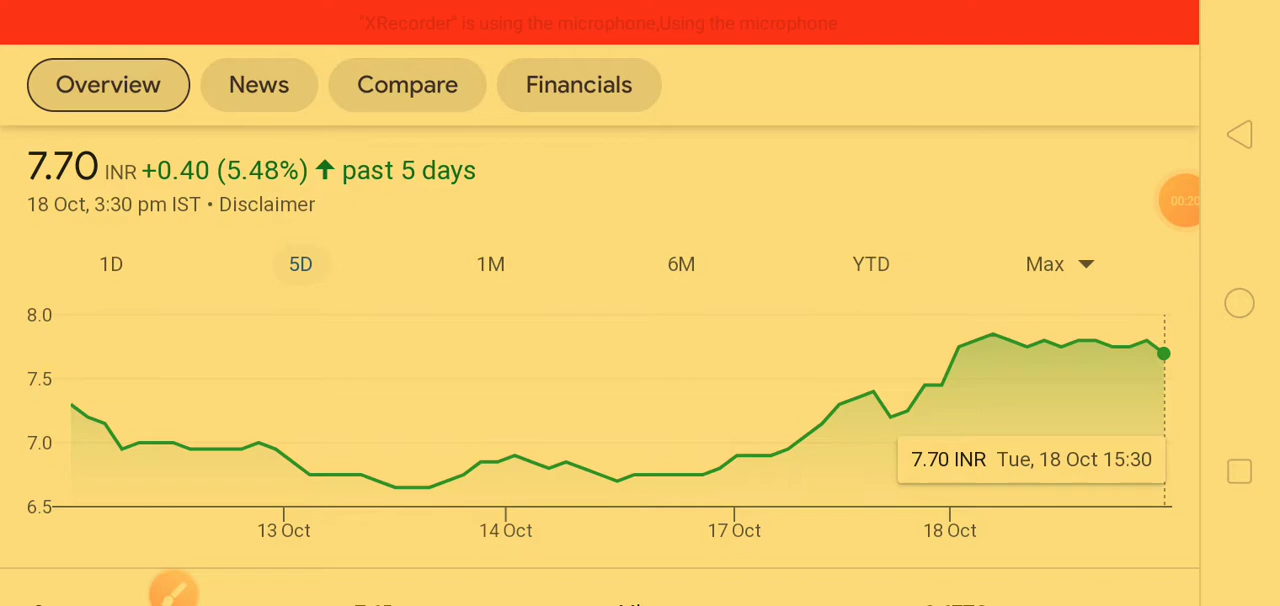 "XRecorder" is using the microphone,Using the microphone
Overview News Compare Financials
7.70 INR +0.40 (5.48%) ↑ past 5 days
18 Oct, 3:30 pm IST • Disclaimer
00:20
1D 5D 1M 6M YTD Max
8.0
7.5
7.0
7.70 INR Tue, 18 Oct 15:30
6.5
13 Oct 14 Oct 17 Oct 18 Oct